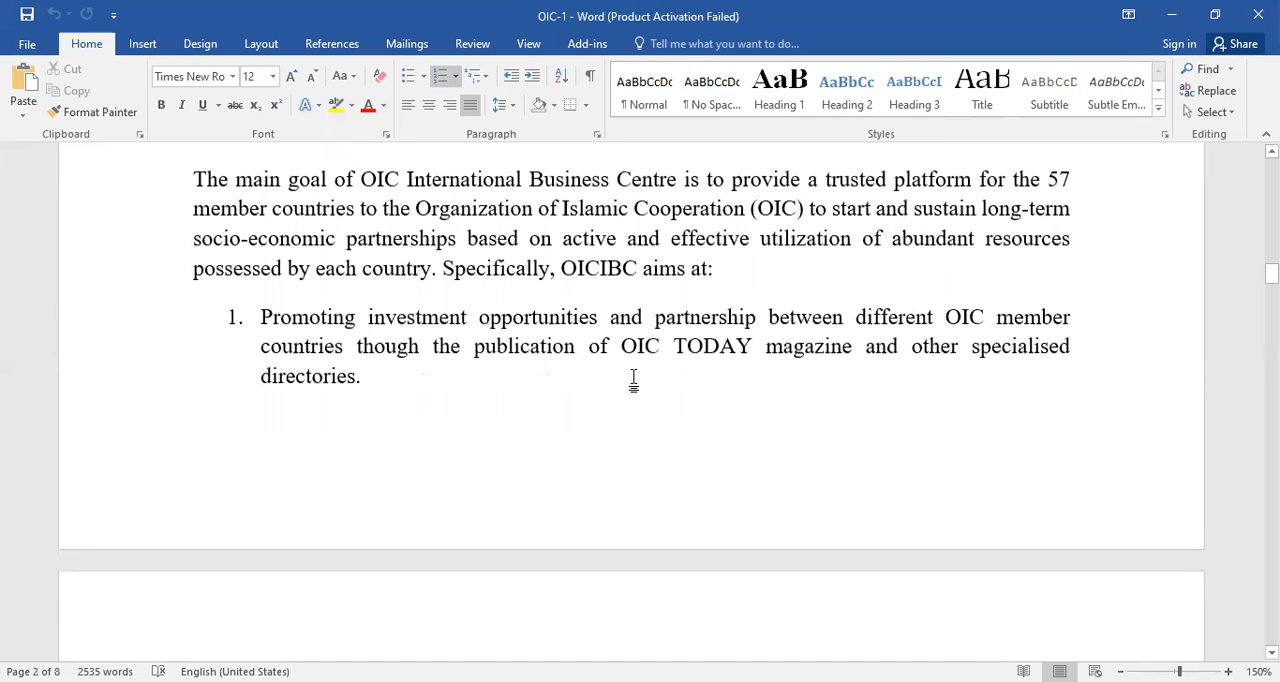 OIC-1 - Word (Product Activation Failed)
File Home Insert Design Layout References Mailings Review View Add-ins Tell me what you want to do... Sign in Share
Paste
Cut
Copy
Format Painter
Clipboard
Times New Ro 12
Font
Paragraph
AaBbCcDc AaBbCcDc AaB AaBbCc AaBbCcI AaB AaBbCcD AaBbCcDc
¶ Normal ¶ No Spac... Heading 1 Heading 2 Heading 3 Title Subtitle Subtle Em...
Styles
Find
Replace
Select
Editing
The main goal of OIC International Business Centre is to provide a trusted platform for the 57
member countries to the Organization of Islamic Cooperation (OIC) to start and sustain long-term
socio-economic partnerships based on active and effective utilization of abundant resources
possessed by each country. Specifically, OICIBC aims at:
1. Promoting investment opportunities and partnership between different OIC member
countries though the publication of OIC TODAY magazine and other specialised
directories.
Page 2 of 8 2535 words English (United States) 150%